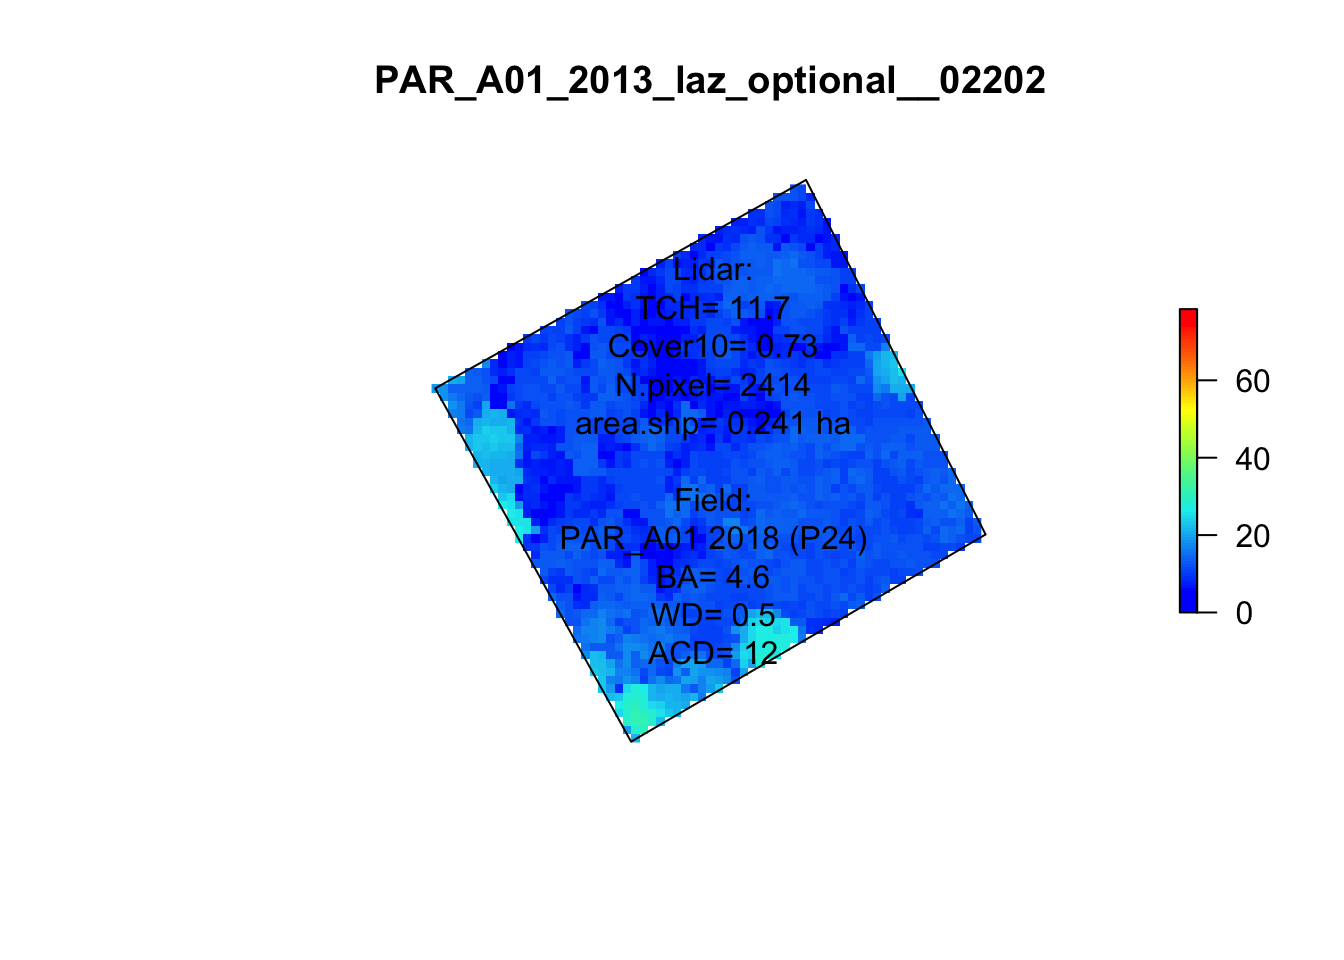 PAR_A01_2013_laz_optional__02202
Lidar:
TCH= 11.7
Cover10= 0.73
N.pixel= 2414
area.shp= 0.241 ha
Field:
PAR_A01 2018 (P24)
BA= 4.6
WD= 0.5
ACD= 12
60
40
20
0